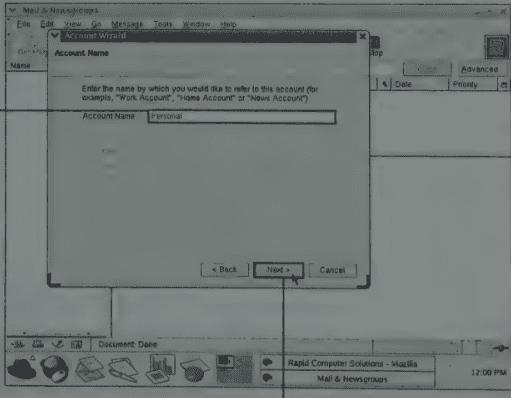 Mail & Newsgroups
File Edit View Go Message Tools Window Help
Account Wizard
Account Name
Stop
Name
Advanced
Date Priority
Enter the name by which you would like to refer to this account (for
example, "Work Account", "Home Account" or "News Account")
Account Name Personal
< Back Next > Cancel
Document: Done
Rapid Computer Solutions - Mozilla
Mail & Newsgroups
12:00 PM